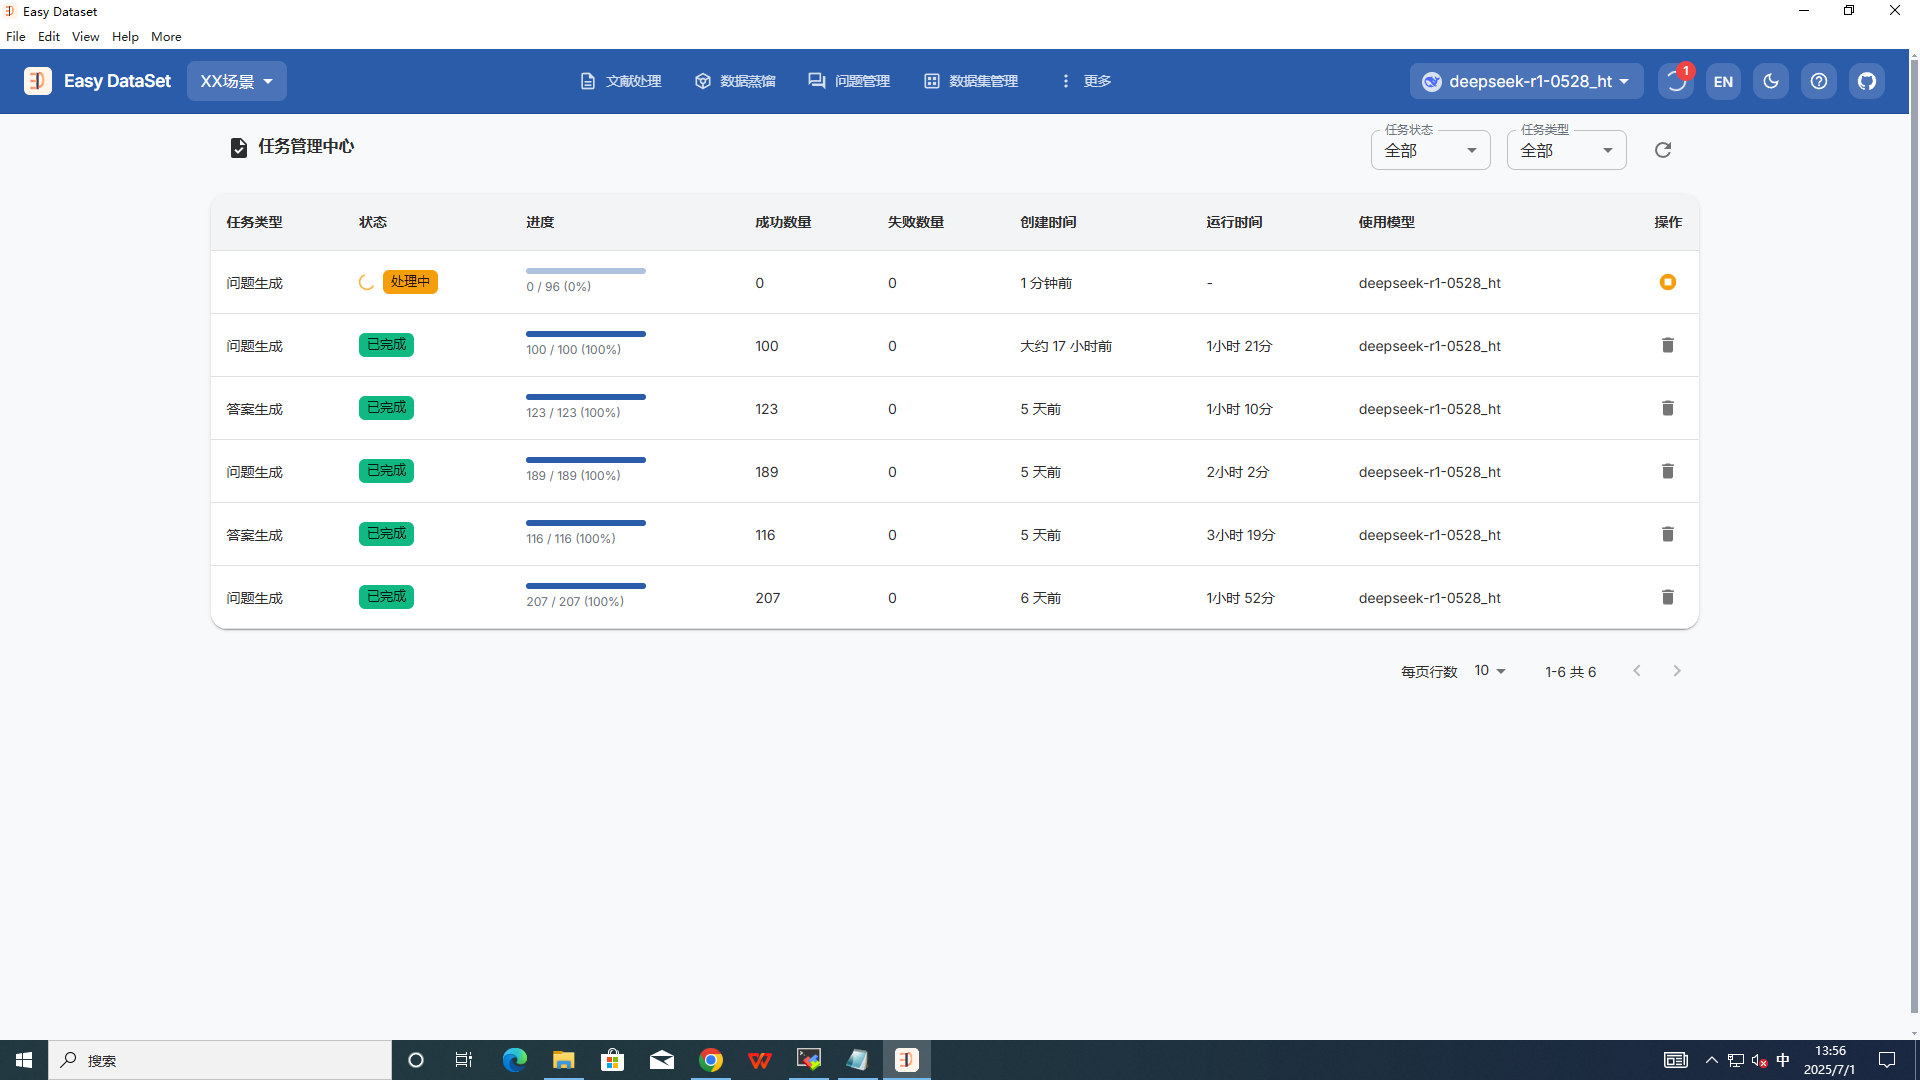 Easy Dataset
File Edit View Help More
Easy DataSet XX场景 文献处理 数据蒸馏 问题管理 数据集管理 更多 deepseek-r1-0528_ht 1 EN
任务管理中心
任务状态 任务类型
全部 全部
任务类型 状态 进度 成功数量 失败数量 创建时间 运行时间 使用模型 操作
问题生成 处理中 0 / 96 (0%) 0 0 1 分钟前 - deepseek-r1-0528_ht
问题生成 已完成 100 / 100 (100%) 100 0 大约 17 小时前 1小时 21分 deepseek-r1-0528_ht
答案生成 已完成 123 / 123 (100%) 123 0 5 天前 1小时 10分 deepseek-r1-0528_ht
问题生成 已完成 189 / 189 (100%) 189 0 5 天前 2小时 2分 deepseek-r1-0528_ht
答案生成 已完成 116 / 116 (100%) 116 0 5 天前 3小时 19分 deepseek-r1-0528_ht
问题生成 已完成 207 / 207 (100%) 207 0 6 天前 1小时 52分 deepseek-r1-0528_ht
每页行数 10 1-6 共 6
搜索 中 13:56
2025/7/1